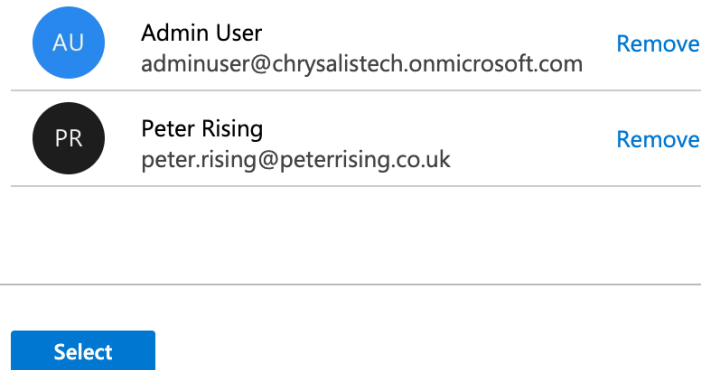 AU
Admin User
adminuser@chrysalistech.onmicrosoft.com
Remove
PR
Peter Rising
peter.rising@peterrising.co.uk
Remove
Select